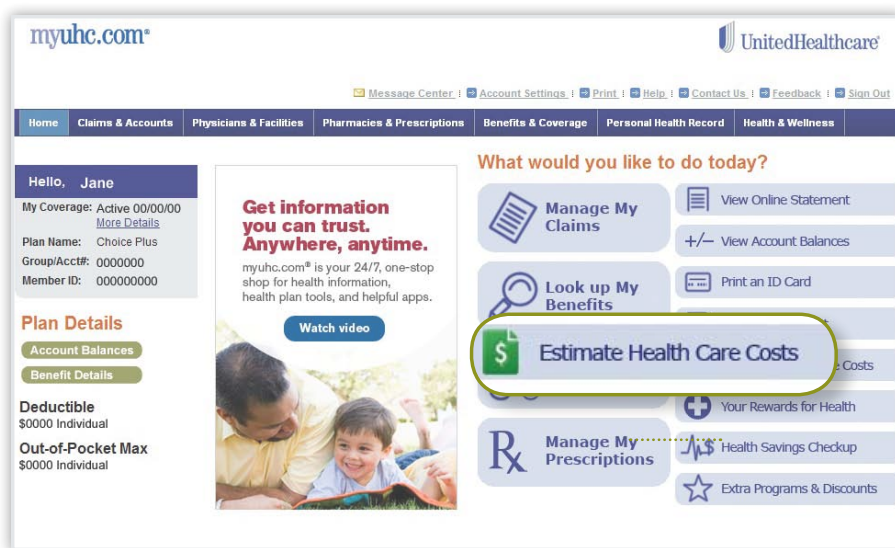 myuhc.com®
UnitedHealthcare®
Message Center Account Settings Print Help Contact Us Feedback Sign Out
Home Claims & Accounts Physicians & Facilities Pharmacies & Prescriptions Benefits & Coverage Personal Health Record Health & Wellness
Hello, Jane
My Coverage: Active 00/00/00
More Details
Plan Name: Choice Plus
Group/Acct#: 0000000
Member ID: 000000000
Plan Details
Account Balances
Benefit Details
Deductible
$0000 Individual
Out-of-Pocket Max
$0000 Individual
Get information
you can trust.
Anywhere, anytime.
myuhc.com® is your 24/7, one-stop
shop for health information,
health plan tools, and helpful apps.
Watch video
What would you like to do today?
Manage My
Claims
Look up My
Benefits
Estimate Health Care Costs
Manage My
Prescriptions
View Online Statement
+/- View Account Balances
Print an ID Card
Costs
Your Rewards for Health
Health Savings Checkup
Extra Programs & Discounts